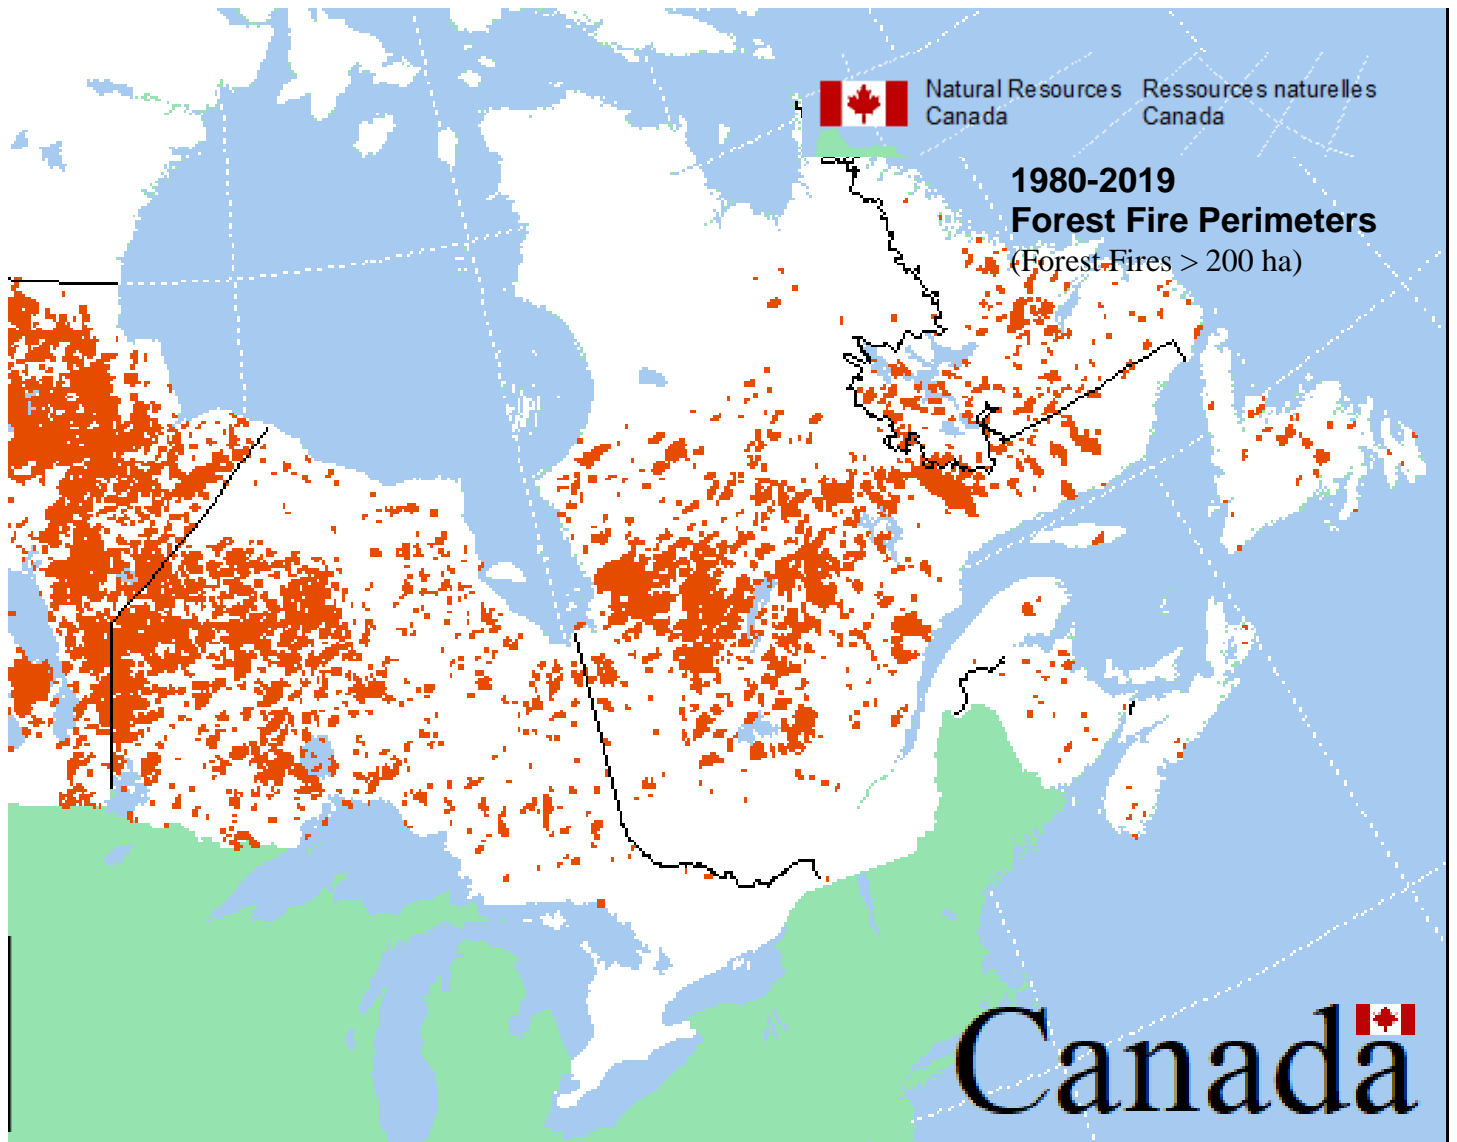 Natural Resources Ressources naturelles
Canada Canada
1980-2019
Forest Fire Perimeters
(Forest Fires > 200 ha)
Canada